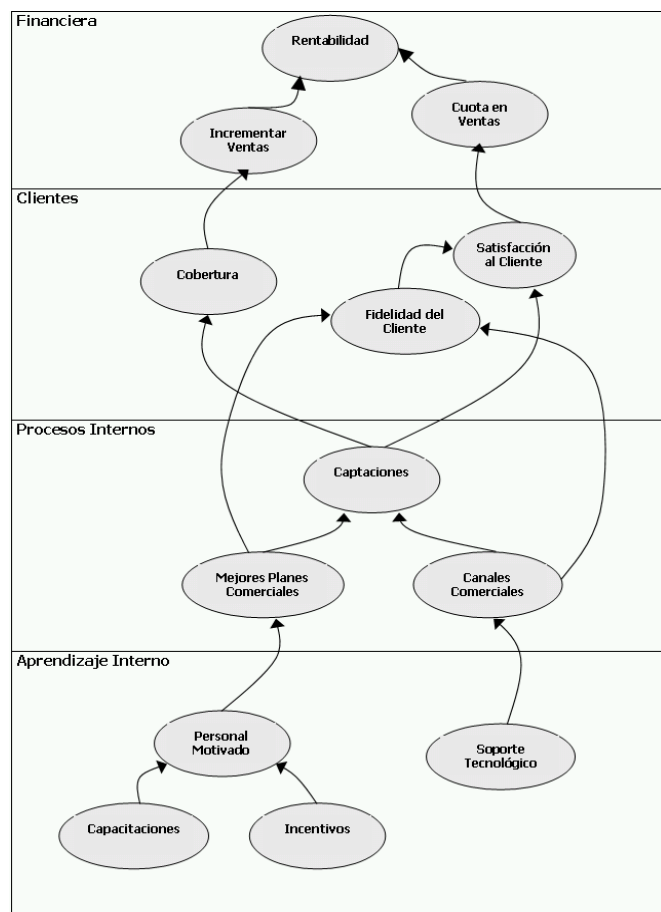 Financiera
Rentabilidad
Cuota en
Ventas
Incrementar
Ventas
Clientes
Satisfacción
al Cliente
Cobertura
Fidelidad del
Cliente
Procesos Internos
Captaciones
Mejores Planes
Comerciales
Canales
Comerciales
Aprendizaje Interno
Personal
Motivado
Soporte
Tecnológico
Capacitaciones
Incentivos